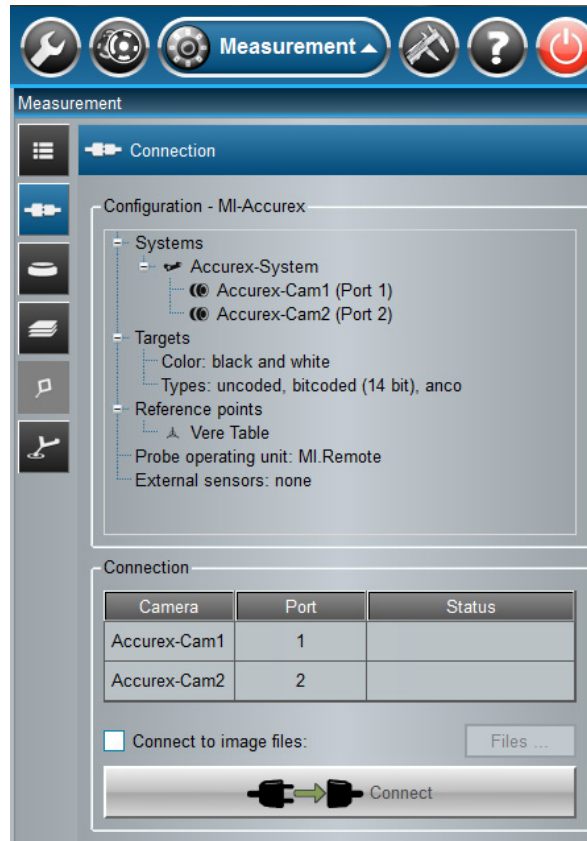 Measurement
Measurement
Connection
Configuration - MI-Accurex
Systems
Accurex-System
Accurex-Cam1 (Port 1)
Accurex-Cam2 (Port 2)
Targets
Color: black and white
Types: uncoded, bitcoded (14 bit), anco
Reference points
Vere Table
Probe operating unit: MI.Remote
External sensors: none
Connection
Camera Port Status
Accurex-Cam1 1
Accurex-Cam2 2
Connect to image files: Files ...
Connect